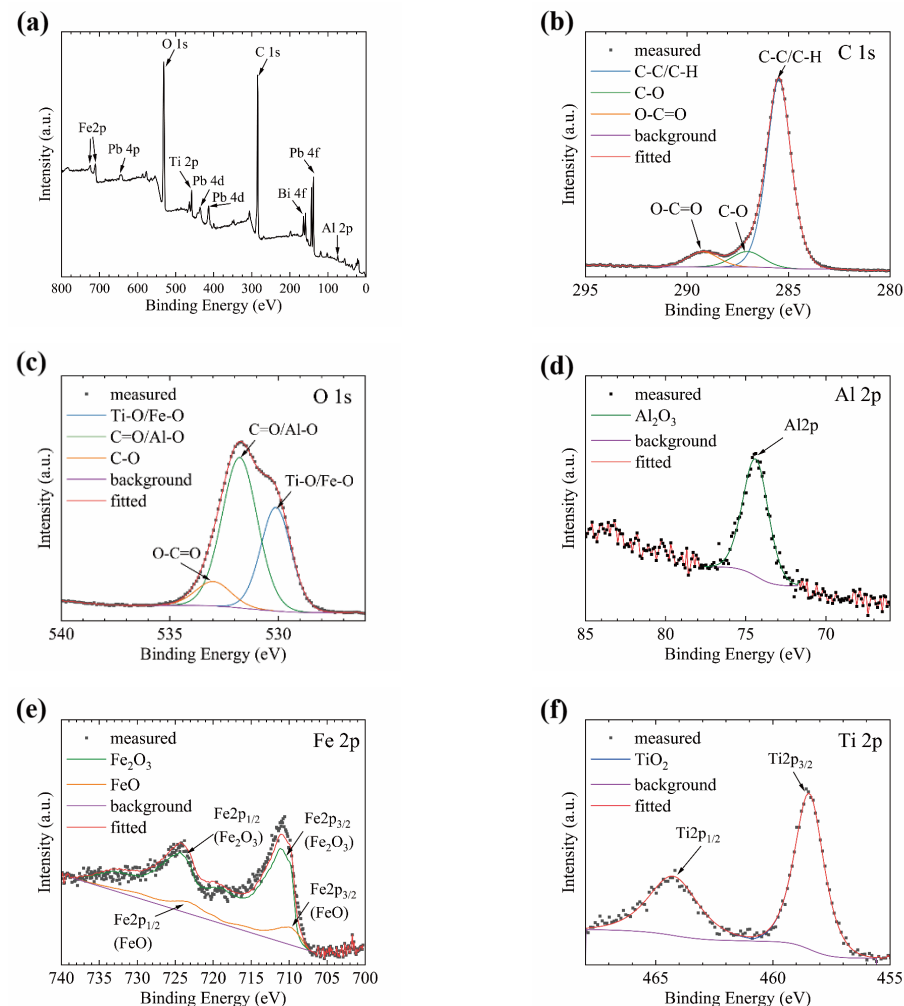 (a)
O 1s
C 1s
Fe2p
Pb 4p
Ti 2p
Pb 4d
Pb 4d
Bi 4f
Pb 4f
Al 2p
Intensity (a.u.)
800 700 600 500 400 300 200 100 0
Binding Energy (eV)
(b)
C 1s
measured
C-C/C-H
C-O
O-C=O
background
fitted
C-C/C-H
O-C=O
C-O
Intensity (a.u.)
295 290 285 280
Binding Energy (eV)
(c)
O 1s
measured
Ti-O/Fe-O
C=O/Al-O
C-O
background
fitted
C=O/Al-O
Ti-O/Fe-O
O-C=O
Intensity (a.u.)
540 535 530
Binding Energy (eV)
(d)
Al 2p
measured
Al₂O₃
background
fitted
Al2p
Intensity (a.u.)
85 80 75 70
Binding Energy (eV)
(e)
Fe 2p
measured
Fe₂O₃
FeO
background
fitted
Fe2p₁/₂
(Fe₂O₃)
Fe2p₃/₂
(Fe₂O₃)
Fe2p₁/₂
(FeO)
Fe2p₃/₂
(FeO)
Intensity (a.u.)
740 735 730 725 720 715 710 705 700
Binding Energy (eV)
(f)
Ti 2p
measured
TiO₂
background
fitted
Ti2p₃/₂
Ti2p₁/₂
Intensity (a.u.)
465 460 455
Binding Energy (eV)